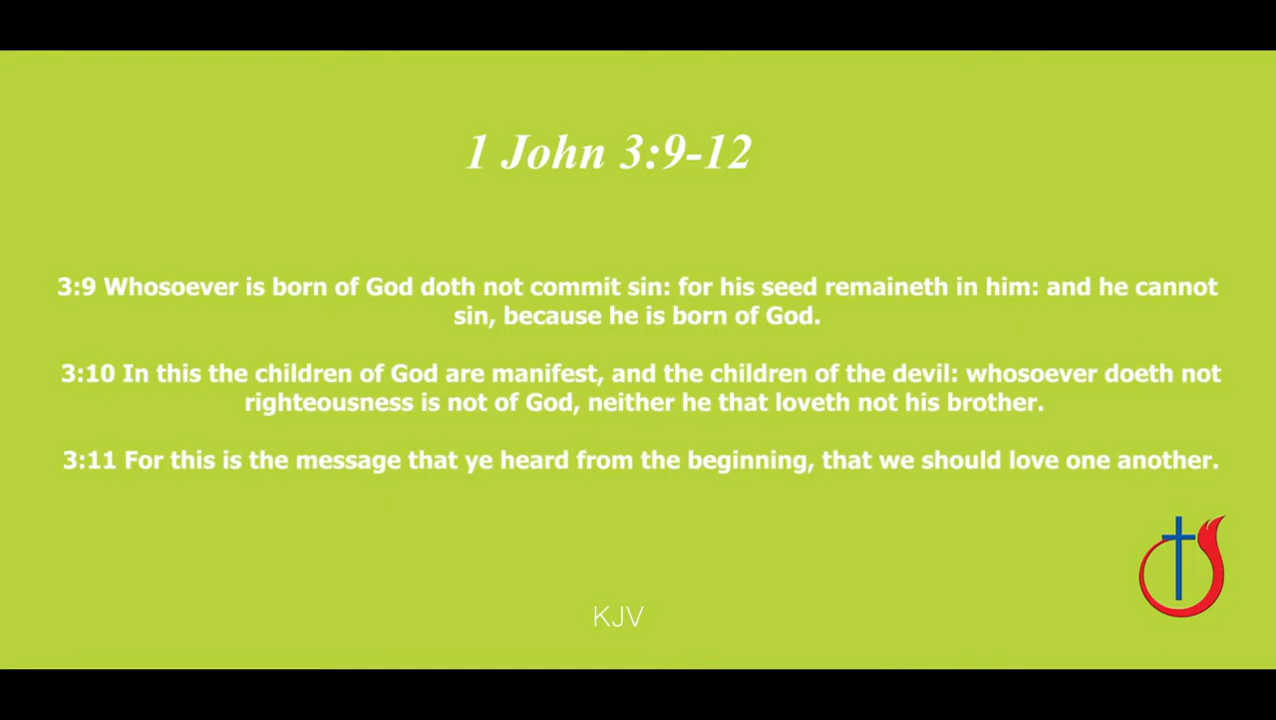 1 John 3:9-12
3:9 Whosoever is born of God doth not commit sin: for his seed remaineth in him: and he cannot
sin, because he is born of God.
3:10 In this the children of God are manifest, and the children of the devil: whosoever doeth not
righteousness is not of God, neither he that loveth not his brother.
3:11 For this is the message that ye heard from the beginning, that we should love one another.
KJV